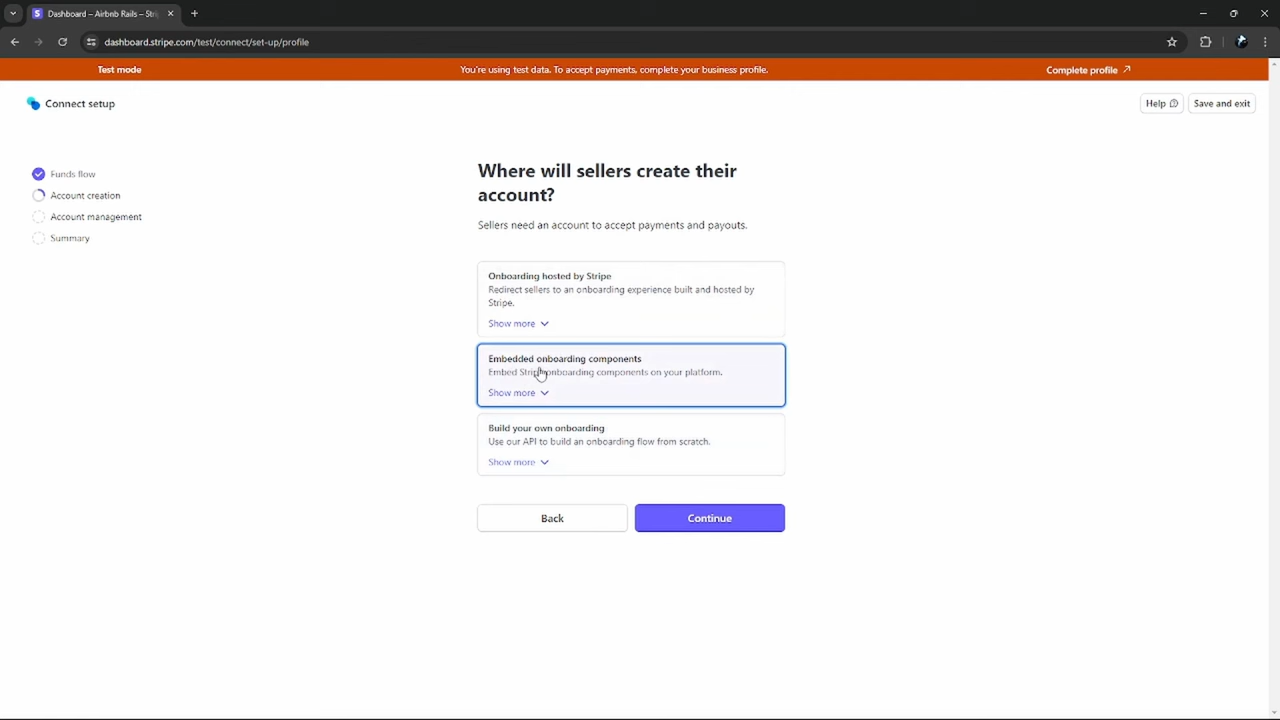 Dashboard – Airbnb Rails – Stri
dashboard.stripe.com/test/connect/set-up/profile
Test mode
You're using test data. To accept payments, complete your business profile.
Complete profile
Connect setup
Help
Save and exit
Funds flow
Account creation
Account management
Summary
Where will sellers create their
account?
Sellers need an account to accept payments and payouts.
Onboarding hosted by Stripe
Redirect sellers to an onboarding experience built and hosted by
Stripe.
Show more
Embedded onboarding components
Embed Stripe onboarding components on your platform.
Show more
Build your own onboarding
Use our API to build an onboarding flow from scratch.
Show more
Back
Continue